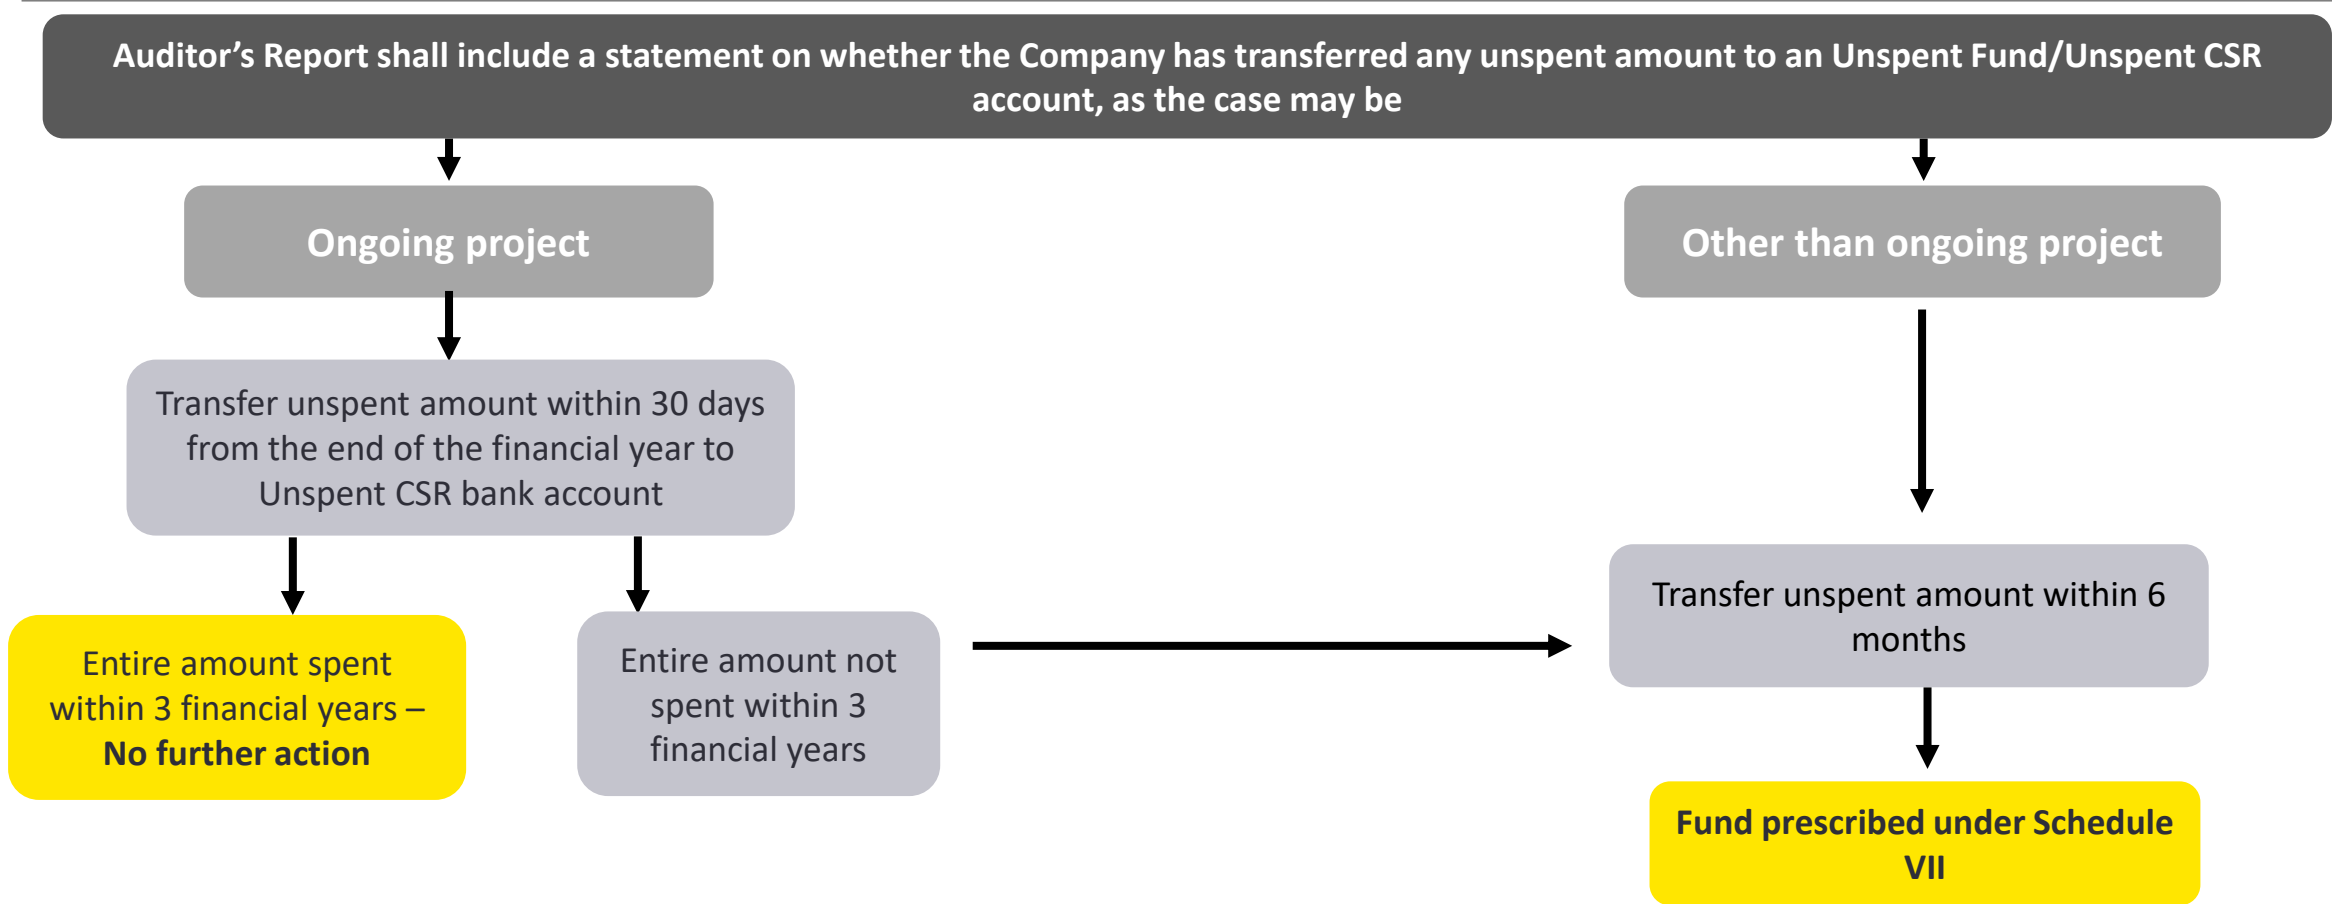 Auditor’s Report shall include a statement on whether the Company has transferred any unspent amount to an Unspent Fund/Unspent CSR
account, as the case may be
Ongoing project
Other than ongoing project
Transfer unspent amount within 30 days
from the end of the financial year to
Unspent CSR bank account
Entire amount spent
within 3 financial years –
No further action
Entire amount not
spent within 3
financial years
Transfer unspent amount within 6
months
Fund prescribed under Schedule
VII